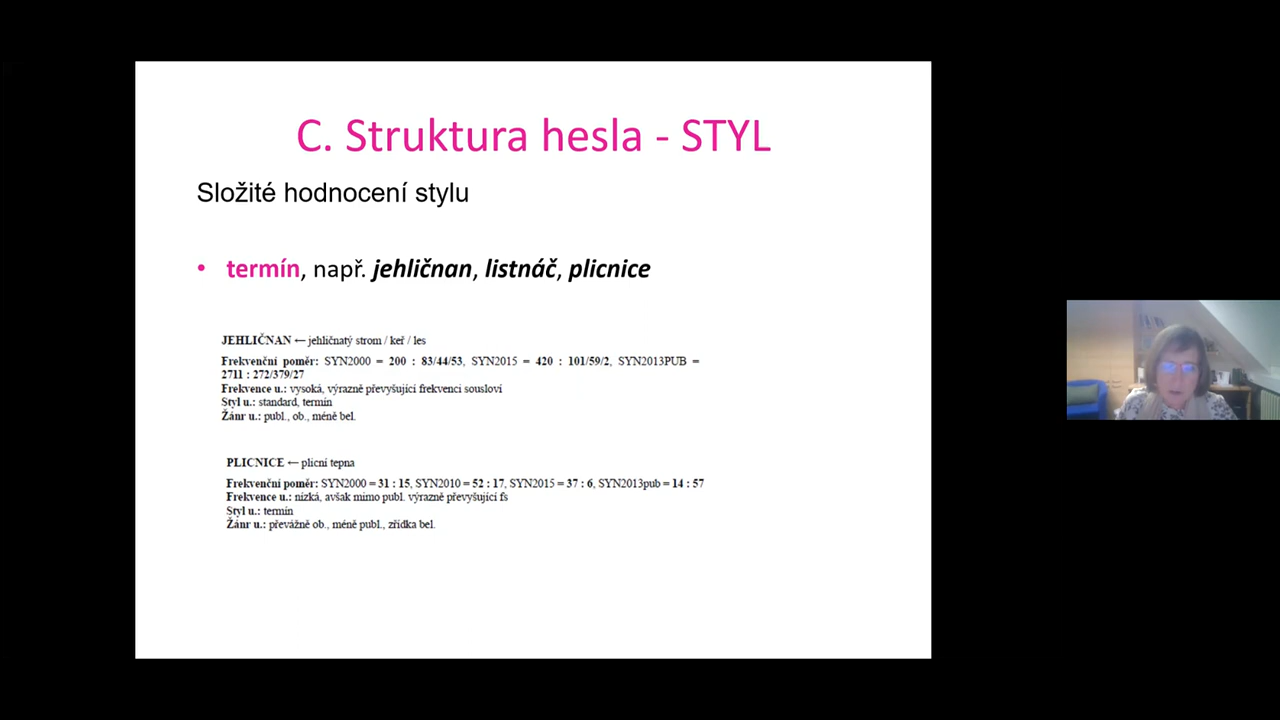 C. Struktura hesla - STYL
Složité hodnocení stylu
• termín, např. jehličnan, listnáč, plicnice
JEHLIČNAN ← jehličnatý strom / keř / les
Frekvenční poměr: SYN2000 = 200 : 83/44/53, SYN2015 = 420 : 101/59/2, SYN2013PUB =
2711 : 272/379/27
Frekvence u.: vysoká, výrazně převyšující frekvenci sousloví
Styl u.: standard, termín
Žánr u.: publ., ob., méně bel.
PLICNICE ← plicní tepna
Frekvenční poměr: SYN2000 = 31 : 15, SYN2010 = 52 : 17, SYN2015 = 37 : 6, SYN2013pub = 14 : 57
Frekvence u.: nízká, avšak mimo publ. výrazně převyšující fs
Styl u.: termín
Žánr u.: převážně ob., méně publ., zřídka bel.